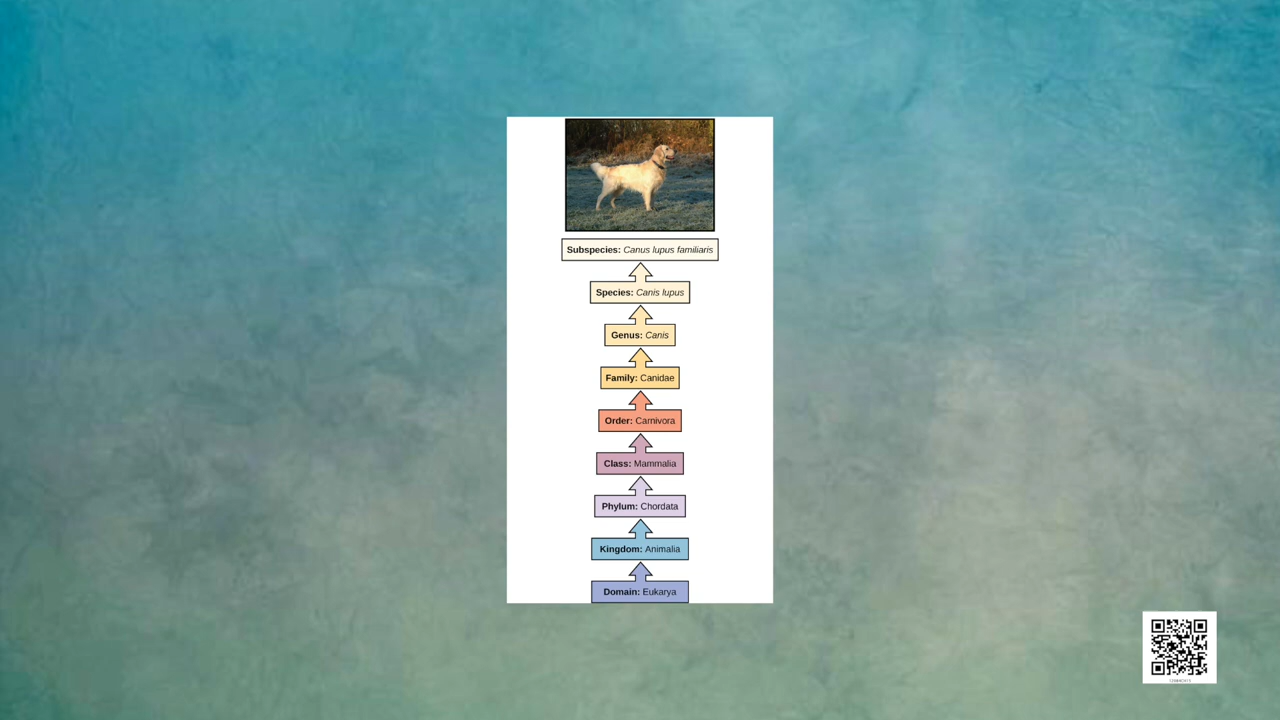 Subspecies: Canus lupus familiaris
Species: Canis lupus
Genus: Canis
Family: Canidae
Order: Carnivora
Class: Mammalia
Phylum: Chordata
Kingdom: Animalia
Domain: Eukarya